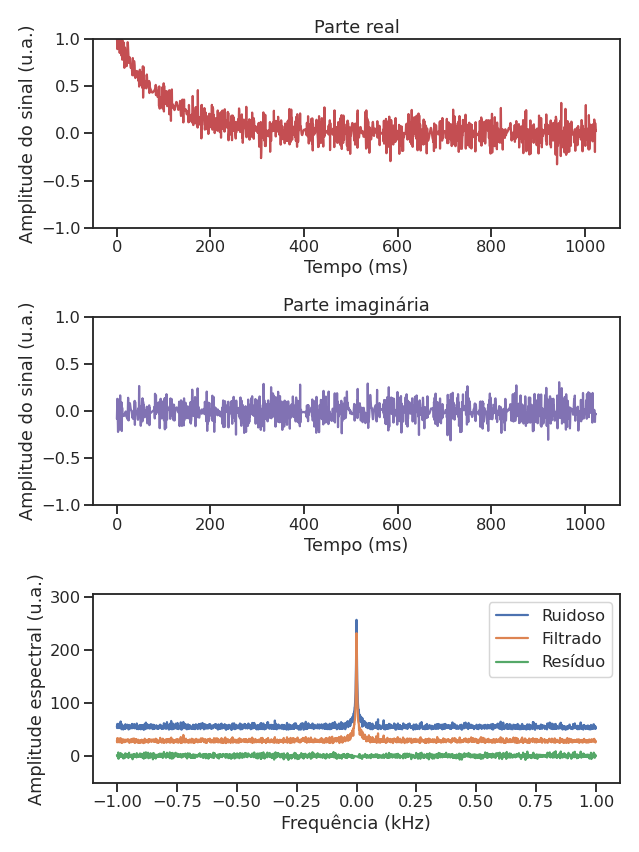 Parte real
Amplitude do sinal (u.a.)
1.0
0.5
0.0
−0.5
−1.0
0 200 400 600 800 1000
Tempo (ms)
Parte imaginária
Amplitude do sinal (u.a.)
1.0
0.5
0.0
−0.5
−1.0
0 200 400 600 800 1000
Tempo (ms)
Amplitude espectral (u.a.)
300
200
100
0
Ruidoso
Filtrado
Resíduo
−1.00 −0.75 −0.50 −0.25 0.00 0.25 0.50 0.75 1.00
Frequência (kHz)